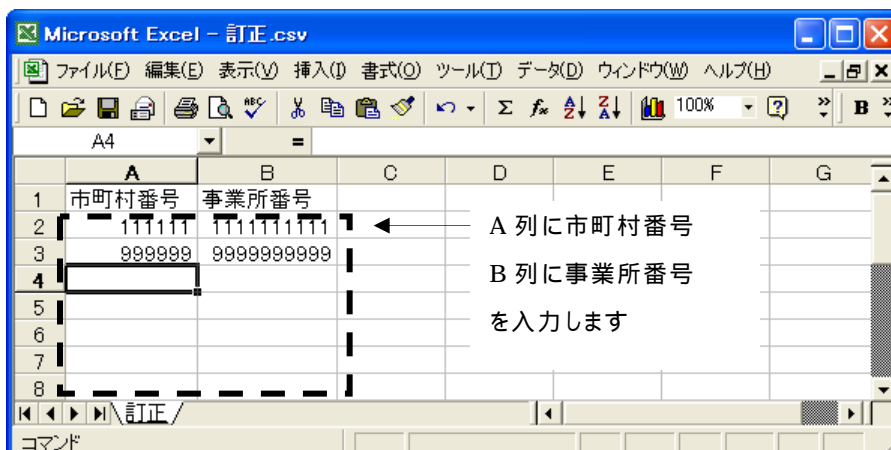 Microsoft Excel - 訂正.csv
ファイル(F) 編集(E) 表示(V) 挿入(I) 書式(O) ツール(T) データ(D) ウィンドウ(W) ヘルプ(H)
ABC Σ fx A Z Z A 100% ? » B »
A4 =
A B C D E F G
1 市町村番号 事業所番号
2 111111 1111111111 A 列に市町村番号
3 999999 9999999999
4 B 列に事業所番号
5 を入力します
6
7
8
訂正
コマンド